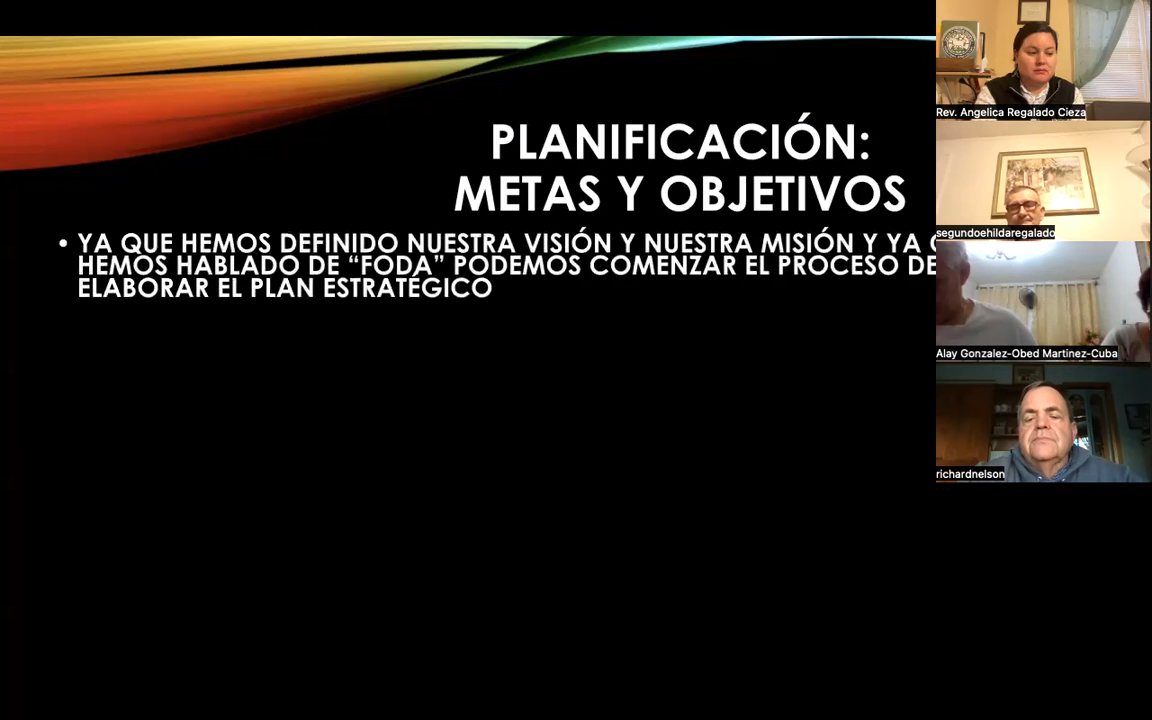 PLANIFICACIÓN:
METAS Y OBJETIVOS
• YA QUE HEMOS DEFINIDO NUESTRA VISIÓN Y NUESTRA MISIÓN Y YA
HEMOS HABLADO DE “FODA” PODEMOS COMENZAR EL PROCESO DE
ELABORAR EL PLAN ESTRATÉGICO
Rev. Angelica Regalado Cieza
segundoehildaregalado
Alay Gonzalez-Obed Martinez-Cuba
richardnelson